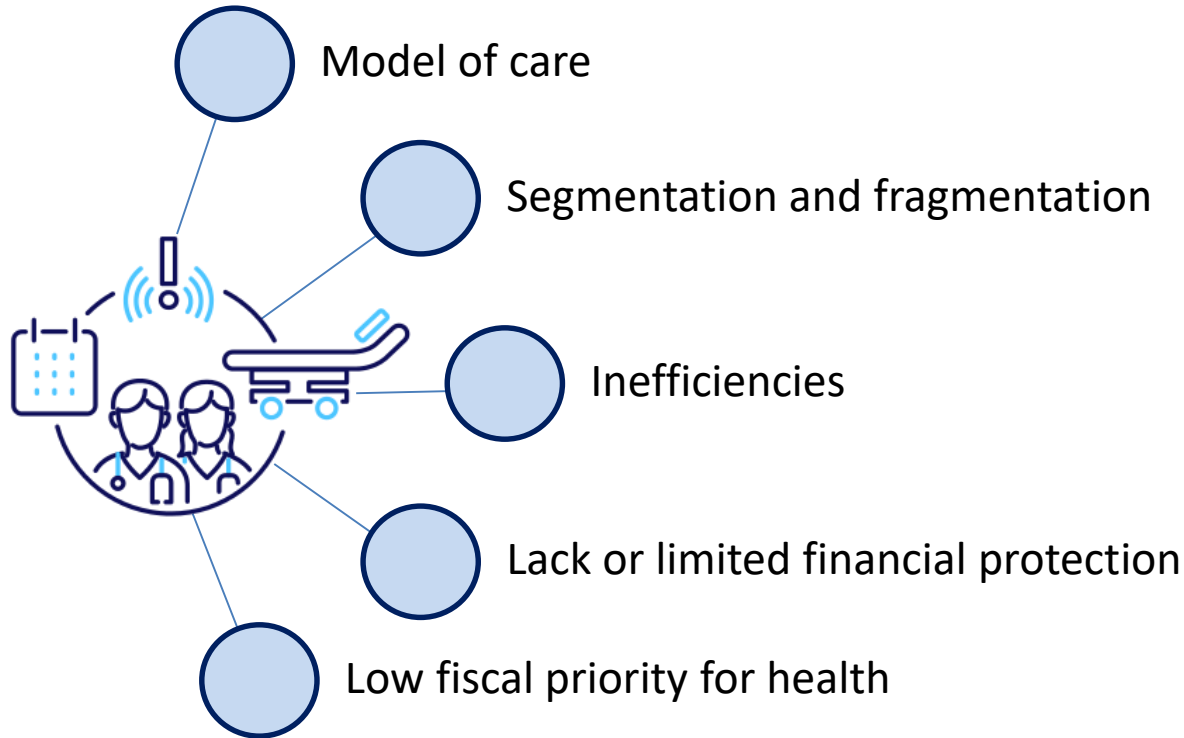 Model of care
Segmentation and fragmentation
Inefficiencies
Lack or limited financial protection
Low fiscal priority for health